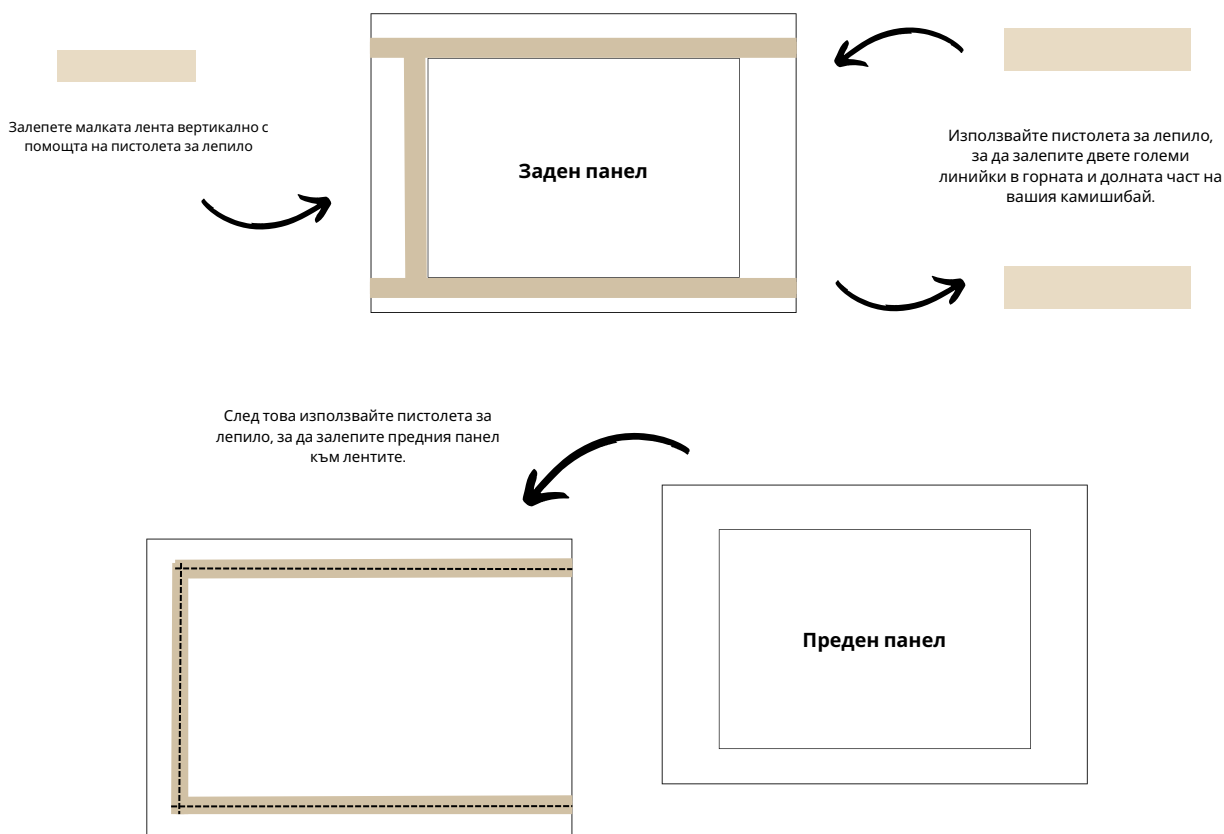 Залепете малката лента вертикално с
помощта на пистолета за лепило
Заден панел
Използвайте пистолета за лепило,
за да залепите двете големи
линийки в горната и долната част на
вашия камишибай.
След това използвайте пистолета за
лепило, за да залепите предния панел
към лентите.
Преден панел